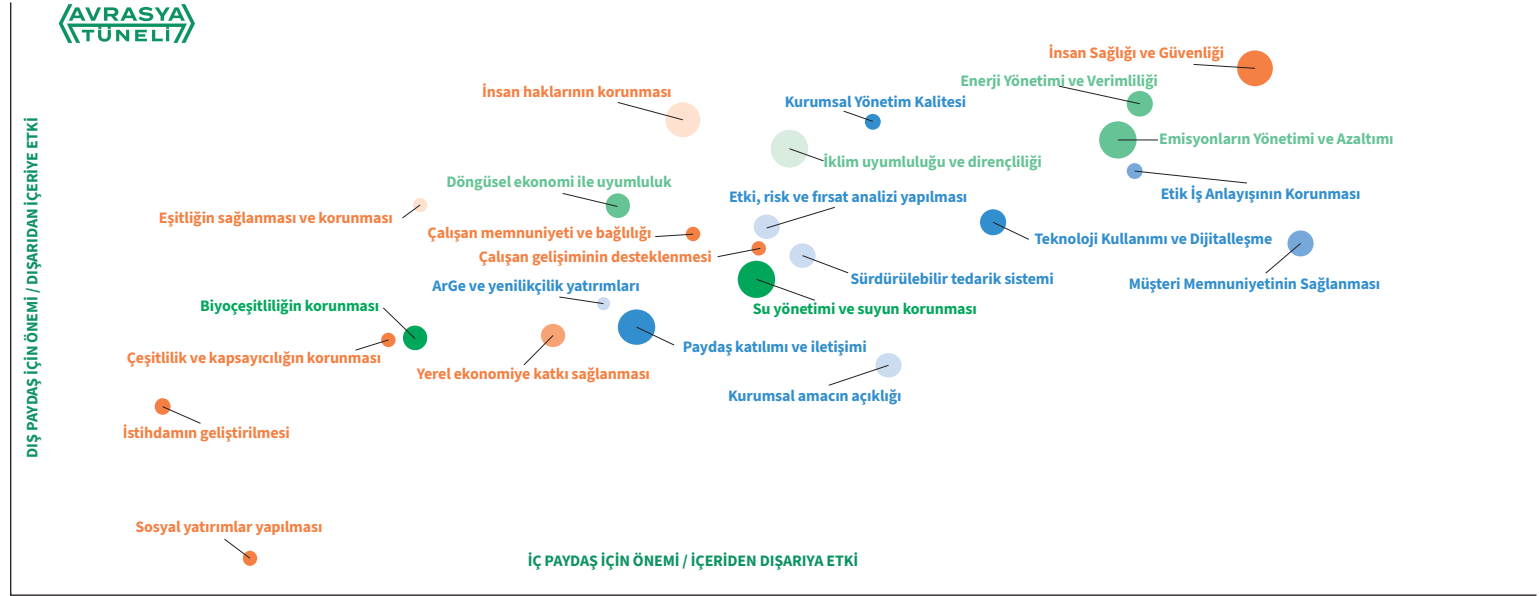 AVRASYA
TÜNELİ
İnsan Sağlığı ve Güvenliği
Enerji Yönetimi ve Verimliliği
İnsan haklarının korunması
Kurumsal Yönetim Kalitesi
Emisyonların Yönetimi ve Azaltımı
İklim uyumluluğu ve dirençliliği
Döngüsel ekonomi ile uyumluluk
Etki, risk ve fırsat analizi yapılması
Etik İş Anlayışının Korunması
Eşitliğin sağlanması ve korunması
Çalışan memnuniyeti ve bağlılığı
Teknoloji Kullanımı ve Dijitalleşme
Çalışan gelişiminin desteklenmesi
Sürdürülebilir tedarik sistemi
Müşteri Memnuniyetinin Sağlanması
ArGe ve yenilikçilik yatırımları
Biyoçeşitliliğin korunması
Su yönetimi ve suyun korunması
Paydaş katılımı ve iletişimi
Çeşitlilik ve kapsayıcılığın korunması
Yerel ekonomiye katkı sağlanması
Kurumsal amacın açıklığı
İstihdamın geliştirilmesi
Sosyal yatırımlar yapılması
DIŞ PAYDAŞ İÇİN ÖNEMİ / DIŞARIDAN İÇERİYE ETKİ
İÇ PAYDAŞ İÇİN ÖNEMİ / İÇERİDEN DIŞARIYA ETKİ